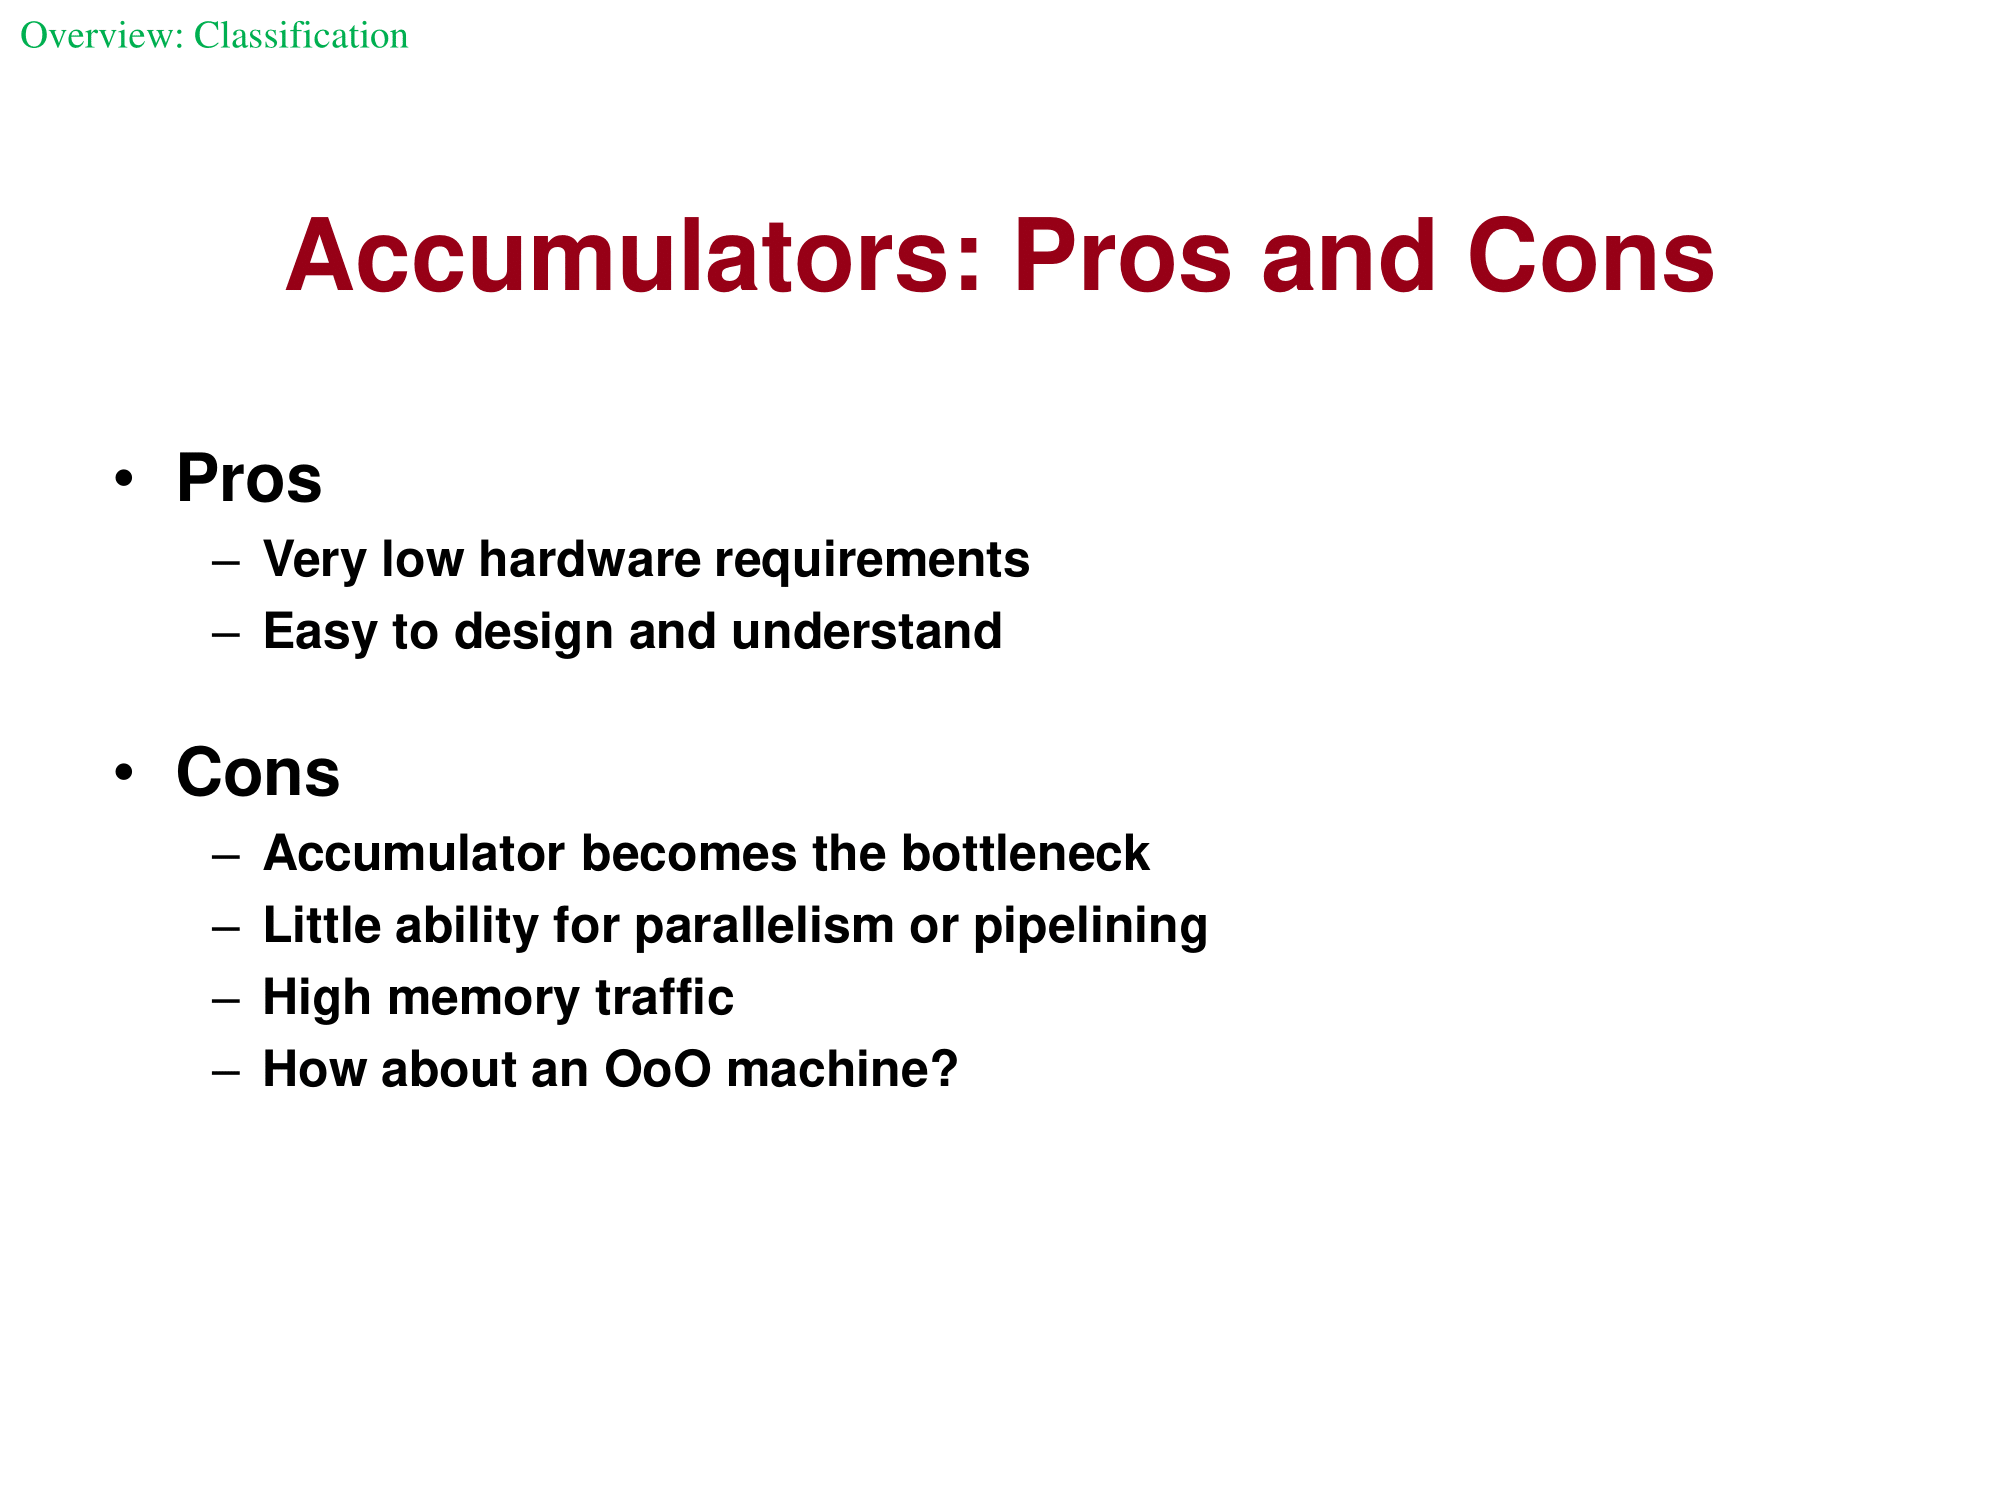 Overview: Classification
Accumulators: Pros and Cons
• Pros
– Very low hardware requirements
– Easy to design and understand
• Cons
– Accumulator becomes the bottleneck
– Little ability for parallelism or pipelining
– High memory traffic
– How about an OoO machine?